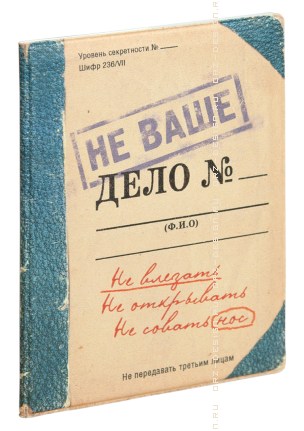 Уровень секретности №
Шифр 236/VII
НЕ ВАШЕ
ДЕЛО №
(Ф.И.О)
Не влезать
Не открывать
Не совать нос
Не передавать третьим лицам